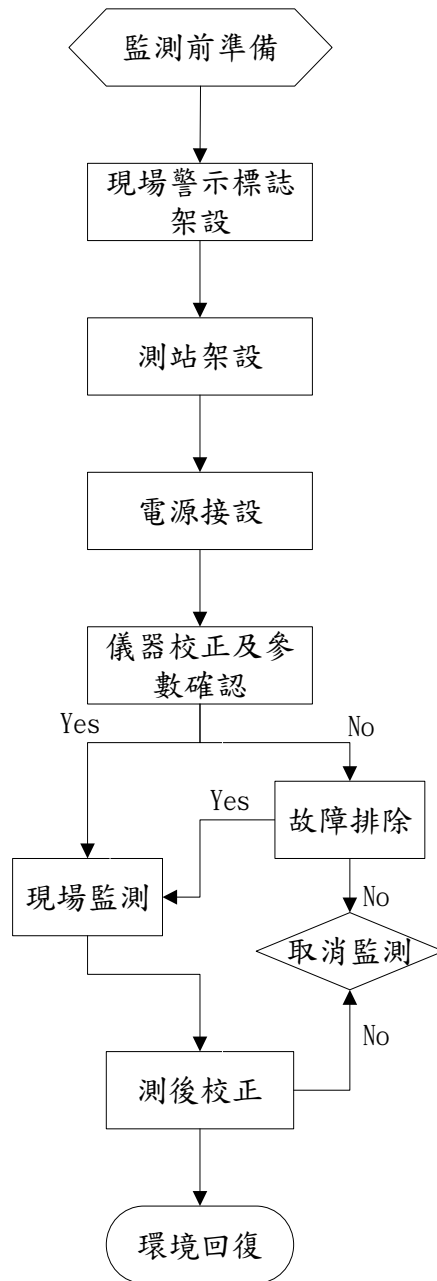 監測前準備
現場警示標誌
架設
測站架設
電源接設
儀器校正及參
數確認
Yes
No
Yes
故障排除
現場監測
No
取消監測
No
測後校正
環境回復